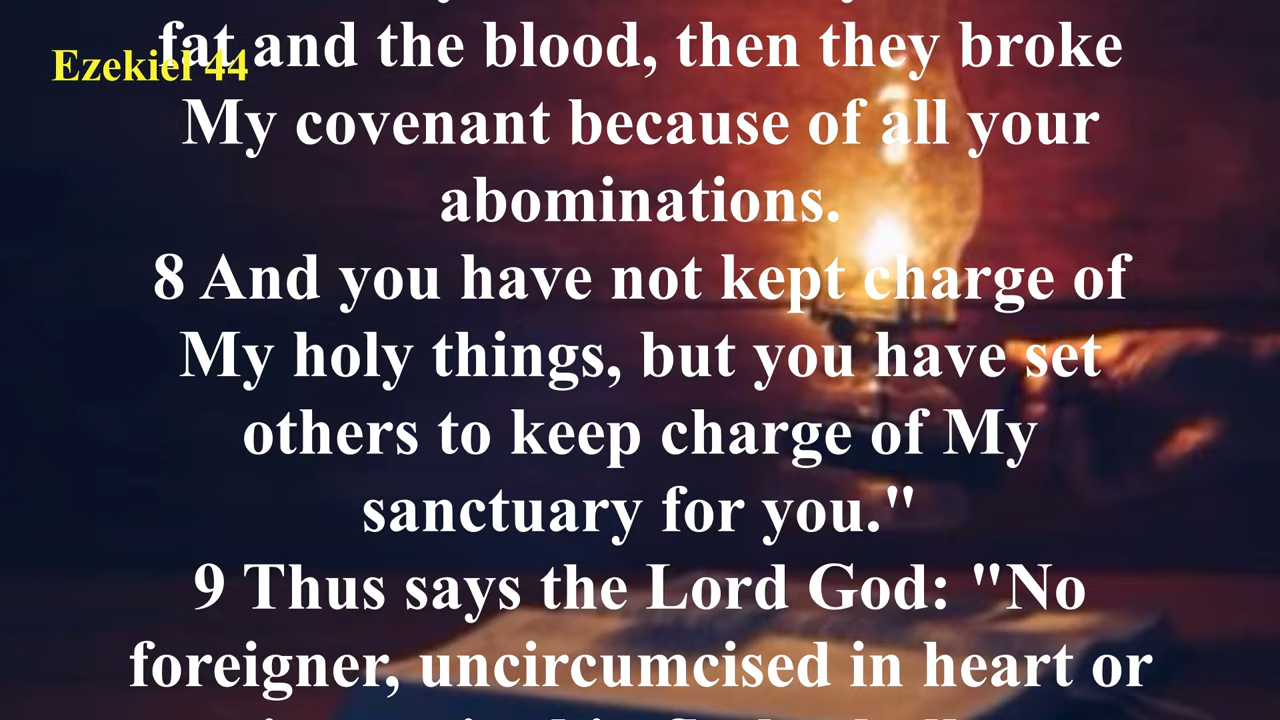 Ezekiel 44
fat and the blood, then they broke
My covenant because of all your
abominations.
8 And you have not kept charge of
My holy things, but you have set
others to keep charge of My
sanctuary for you."
9 Thus says the Lord God: "No
foreigner, uncircumcised in heart or